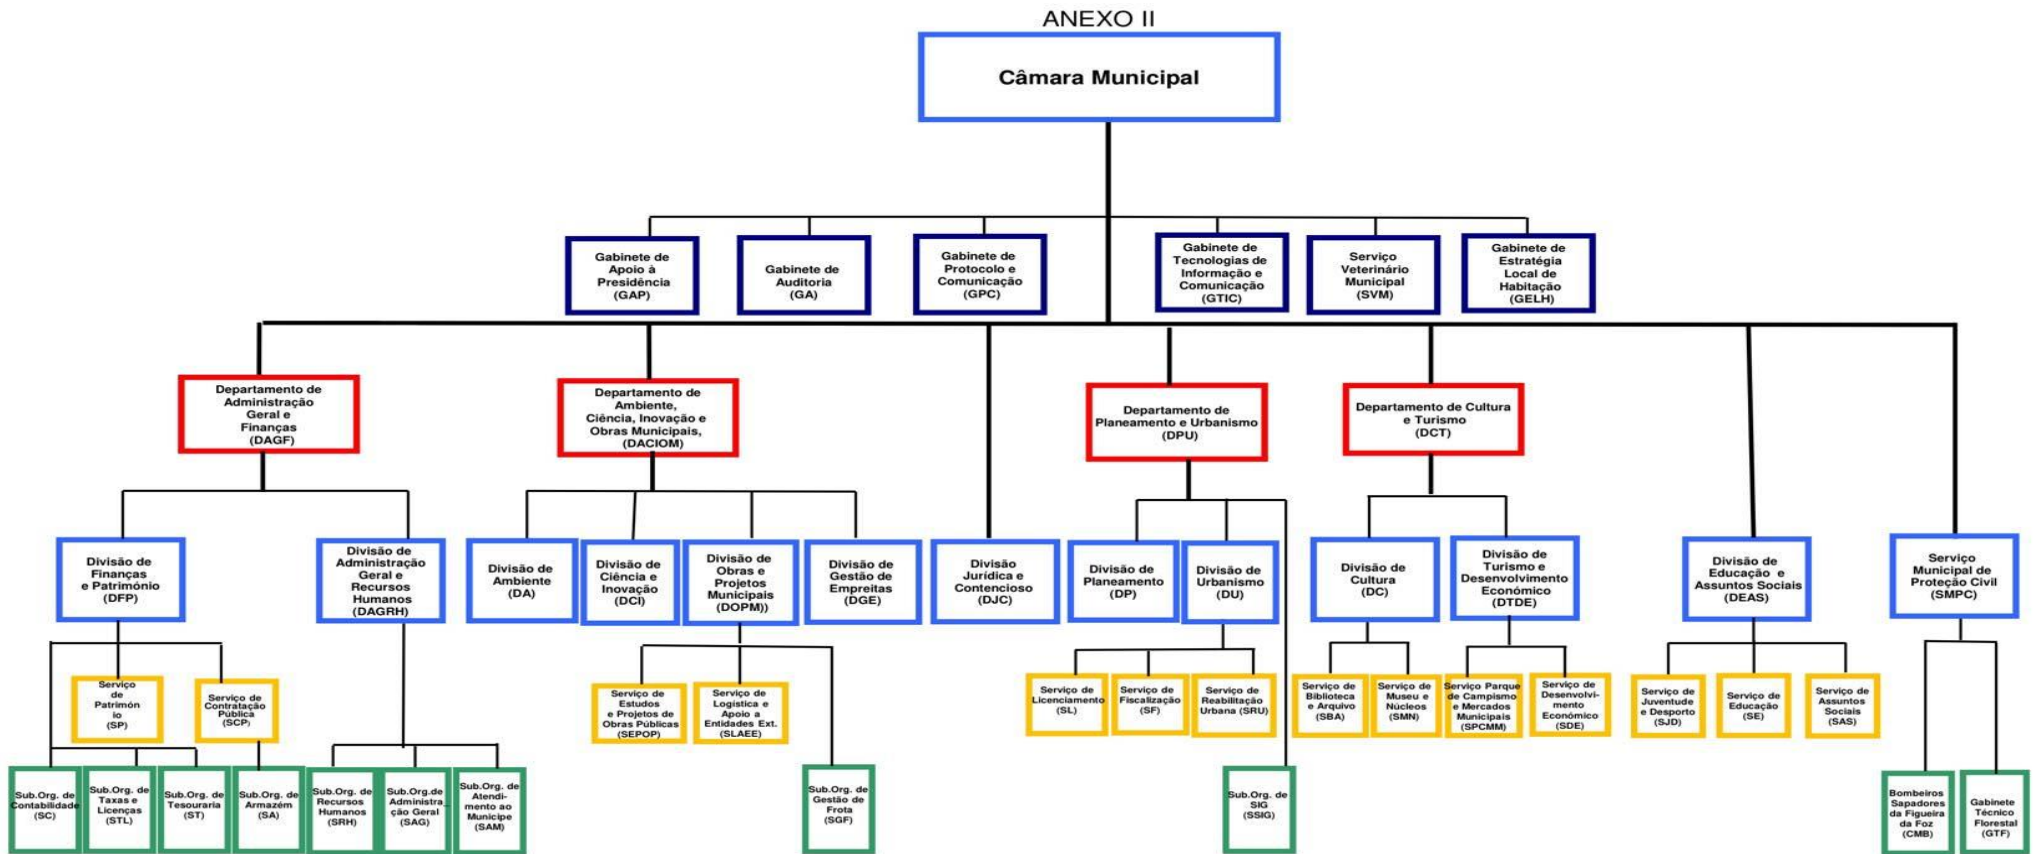 ANEXO II
Câmara Municipal
Gabinete de
Apoio à
Presidência
(GAP)
Gabinete de
Auditoria
(GA)
Gabinete de
Protocolo e
Comunicação
(GPC)
Gabinete de
Tecnologias de
Informação e
Comunicação
(GTIC)
Serviço
Veterinário
Municipal
(SVM)
Gabinete de
Estratégia
Local de
Habitação
(GELH)
Departamento de
Administração
Geral e
Finanças
(DAGF)
Departamento de
Ambiente,
Ciência, Inovação e
Obras Municipais,
(DACIOM)
Departamento de
Planeamento e Urbanismo
(DPU)
Departamento de Cultura
e Turismo
(DCT)
Divisão de
Finanças
e Património
(DFP)
Divisão de
Administração
Geral e
Recursos
Humanos
(DAGRH)
Divisão de
Ambiente
(DA)
Divisão de
Ciência e
Inovação
(DCI)
Divisão de
Obras e
Projetos
Municipais
(DOPM))
Divisão de
Gestão de
Empreitas
(DGE)
Divisão
Jurídica e
Contencioso
(DJC)
Divisão de
Planeamento
(DP)
Divisão de
Urbanismo
(DU)
Divisão de
Cultura
(DC)
Divisão de
Turismo e
Desenvolvimento
Económico
(DTDE)
Divisão de
Educação e
Assuntos Sociais
(DEAS)
Serviço
Municipal de
Proteção Civil
(SMPC)
Serviço
de
Patrimón
io
(SP)
Serviço de
Contratação
Pública
(SCP)
Serviço de
Estudos
e Projetos de
Obras Públicas
(SEPOP)
Serviço de
Logística e
Apoio a
Entidades Ext.
(SLAEE)
Serviço de
Licenciamento
(SL)
Serviço de
Fiscalização
(SF)
Serviço de
Reabilitação
Urbana (SRU)
Serviço de
Biblioteca
e Arquivo
(SBA)
Serviço de
Museu e
Núcleos
(SMN)
Serviço Parque
de Campismo
e Mercados
Municipais
(SPCMM)
Serviço de
Desenvolvi-
mento
Económico
(SDE)
Serviço de
Juventude
e Desporto
(SJD)
Serviço de
Educação
(SE)
Serviço de
Assuntos
Sociais
(SAS)
Sub.Org. de
Contabilidade
(SC)
Sub.Org. de
Taxas e
Licenças
(STL)
Sub.Org. de
Tesouraria
(ST)
Sub.Org. de
Armazém
(SA)
Sub.Org. de
Recursos
Humanos
(SRH)
Sub.Org.de
Administra_
ção Geral
(SAG)
Sub.Org. de
Atendi-
mento ao
Municipe
(SAM)
Sub.Org. de
Gestão de
Frota
(SGF)
Sub.Org. de
SIG
(SSIG)
Bombeiros
Sapadores
da Figueira
da Foz
(CMB)
Gabinete
Técnico
Florestal
(GTF)